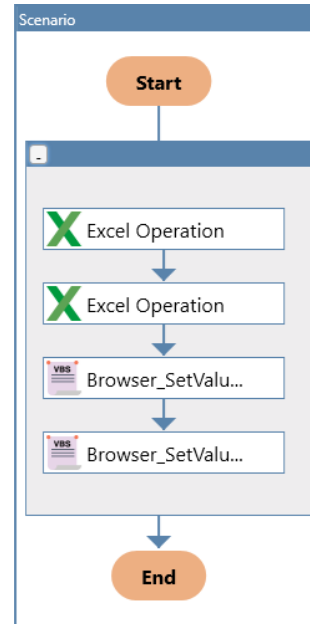 Scenario
Start
-
Excel Operation
Excel Operation
VBS
Browser_SetValu...
VBS
Browser_SetValu...
End